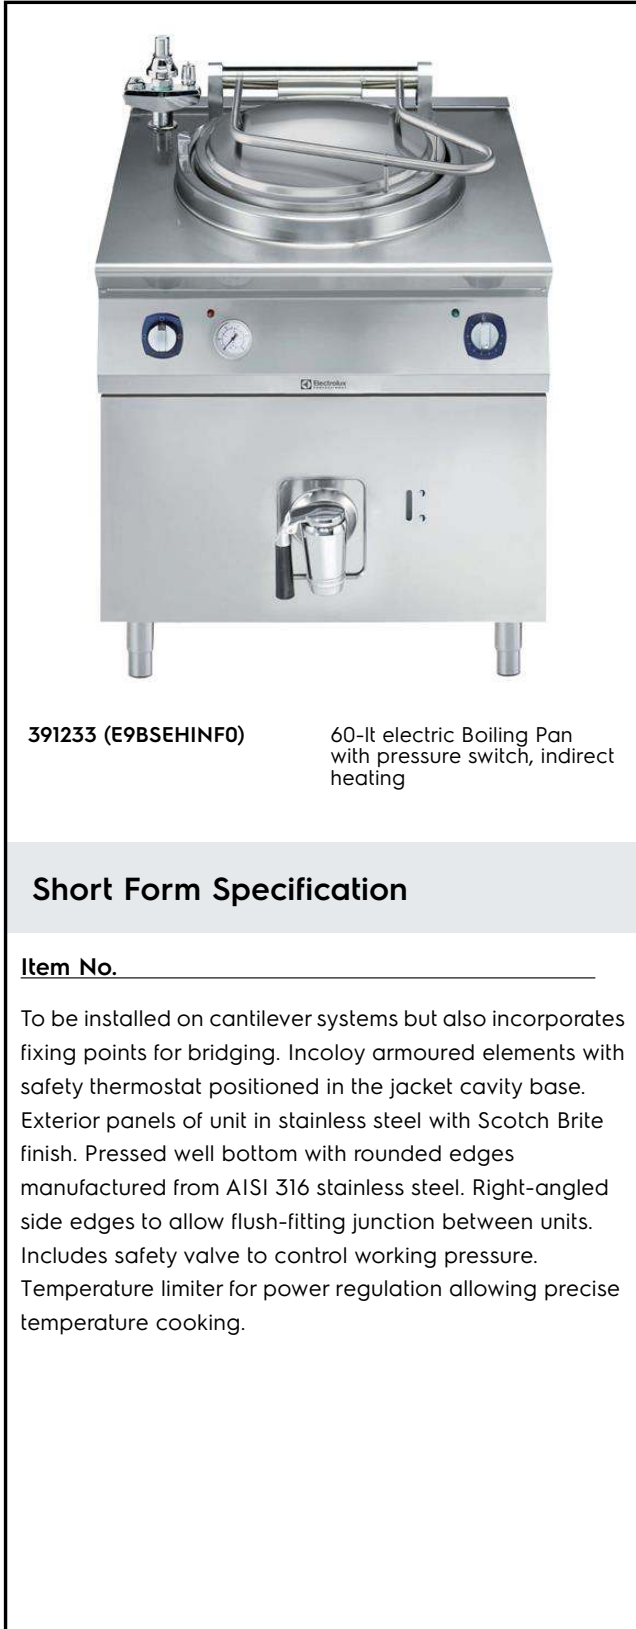 Electrolux
PROFESSIONAL
391233 (E9BSEHINF0)
60-lt electric Boiling Pan
with pressure switch, indirect
heating
Short Form Specification
Item No.
To be installed on cantilever systems but also incorporates
fixing points for bridging. Incoloy armoured elements with
safety thermostat positioned in the jacket cavity base.
Exterior panels of unit in stainless steel with Scotch Brite
finish. Pressed well bottom with rounded edges
manufactured from AISI 316 stainless steel. Right-angled
side edges to allow flush-fitting junction between units.
Includes safety valve to control working pressure.
Temperature limiter for power regulation allowing precise
temperature cooking.